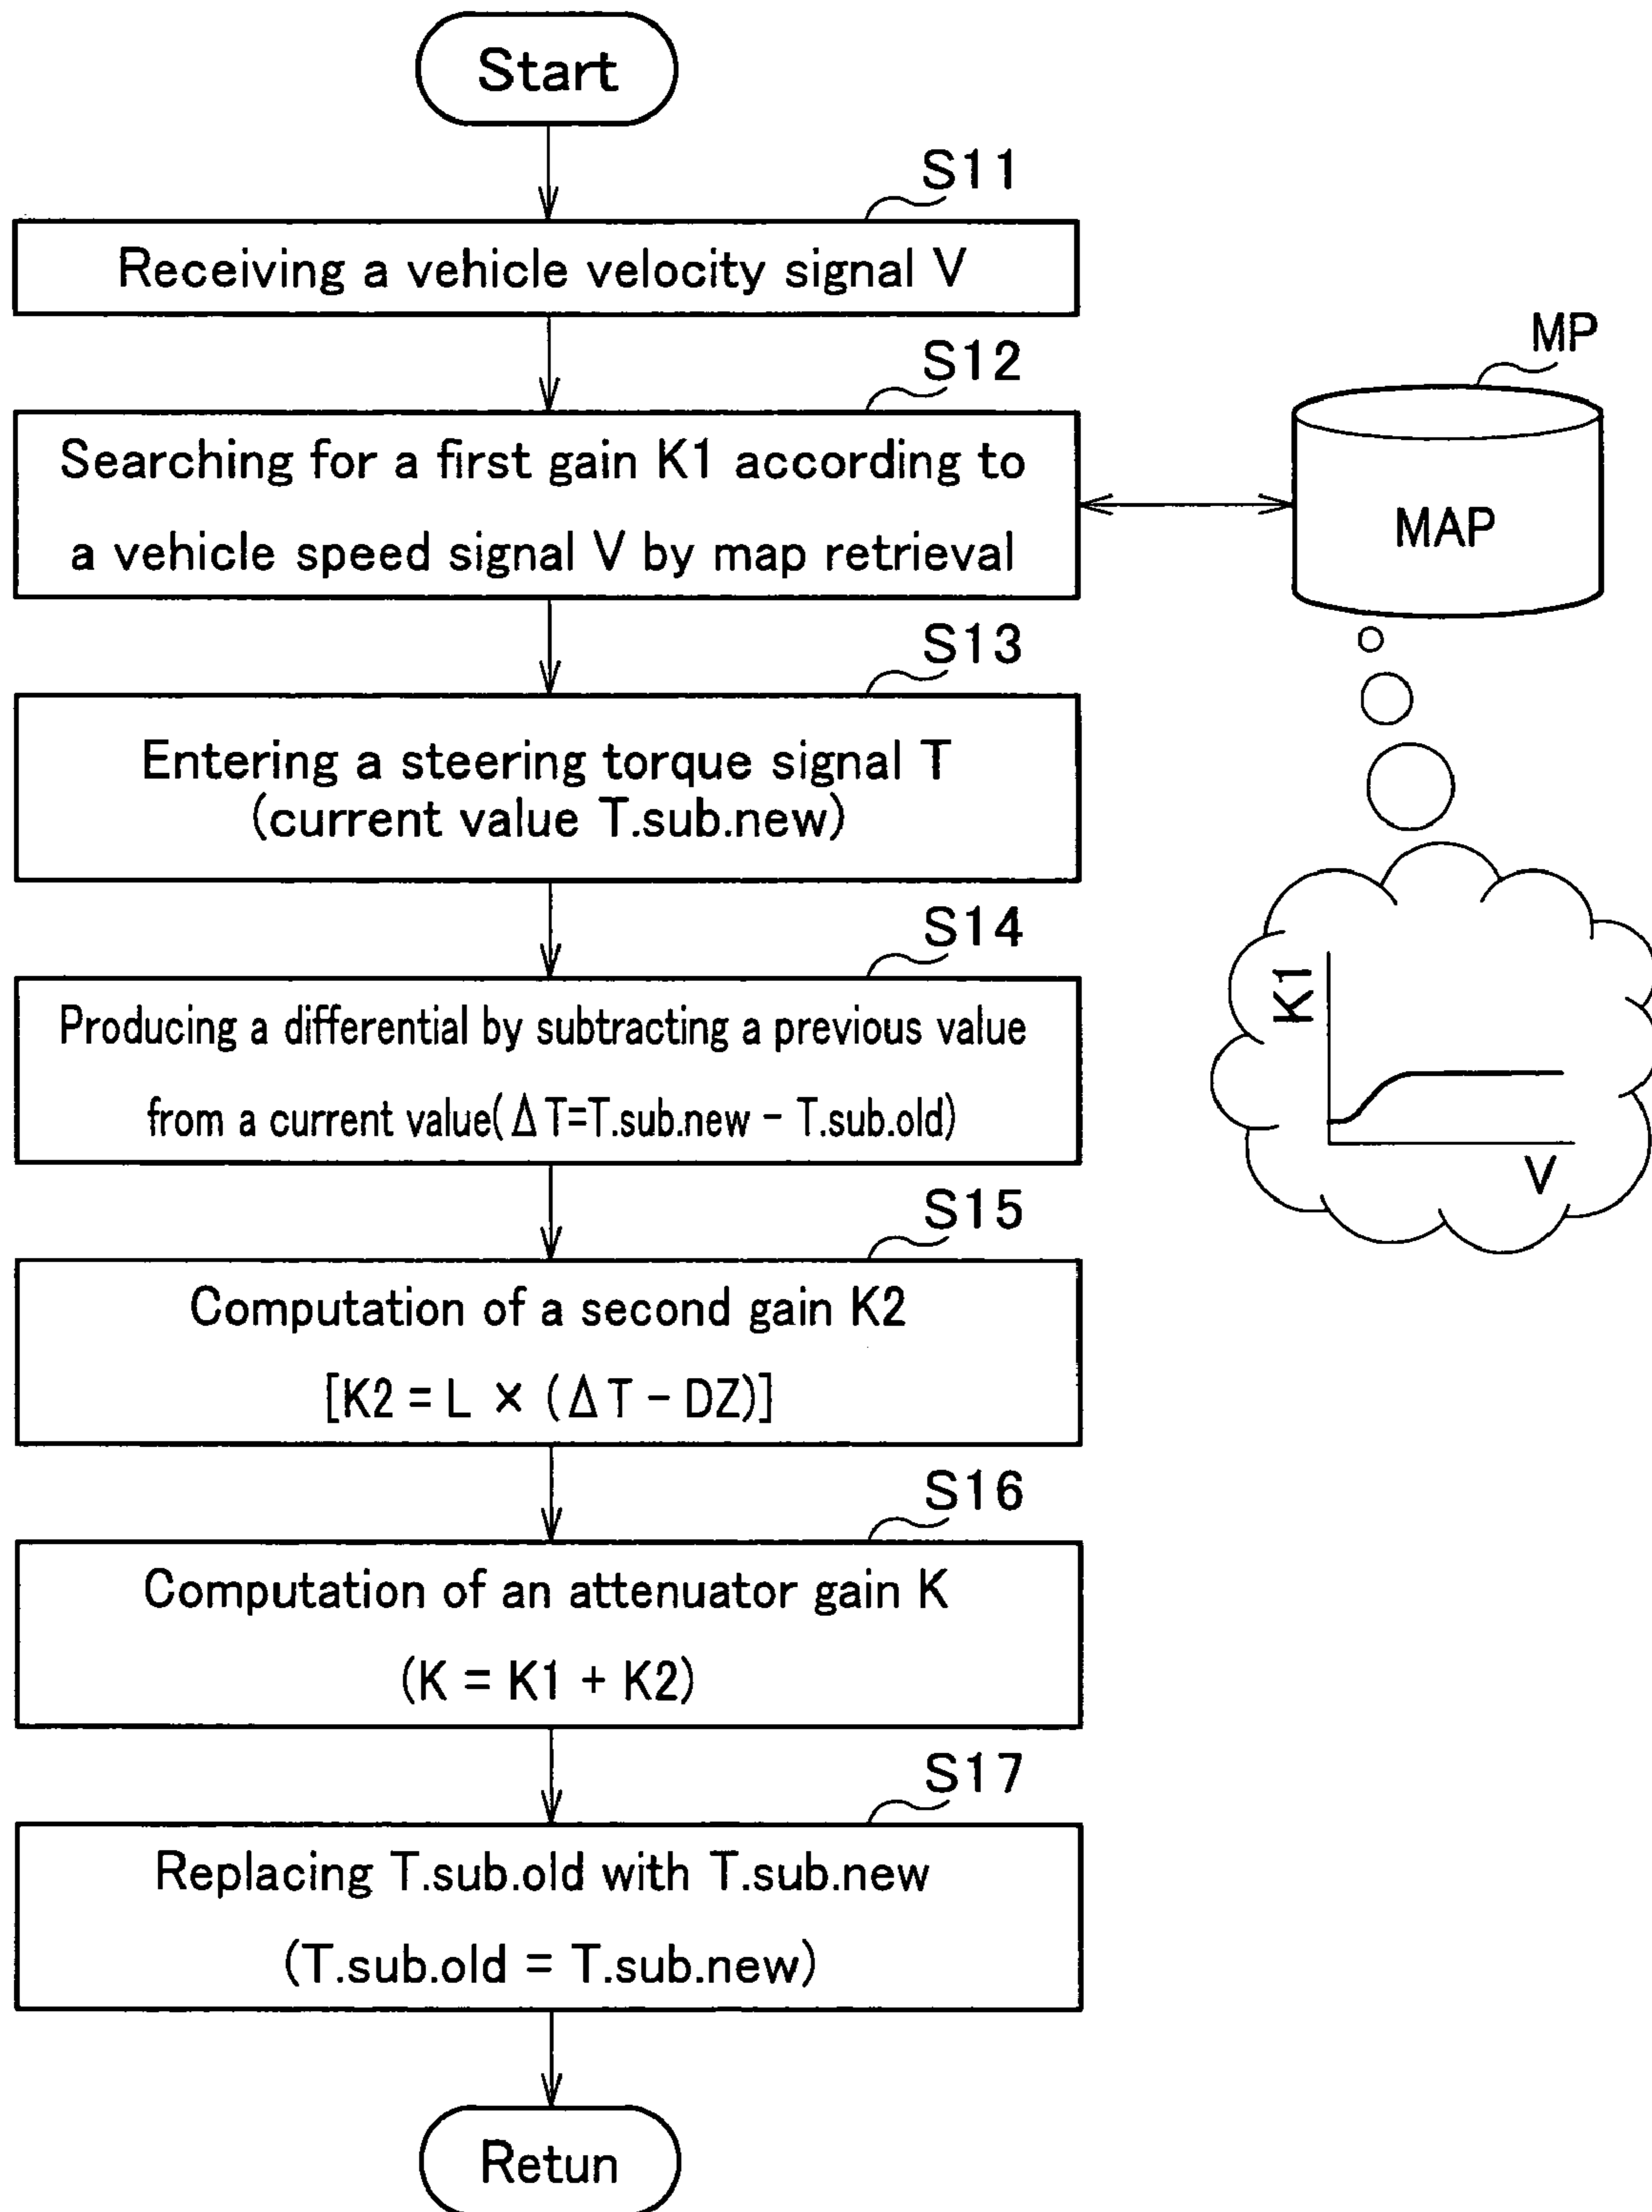 Start
S11
Receiving a vehicle velocity signal V
S12
Searching for a first gain K1 according to
a vehicle speed signal V by map retrieval
MP
MAP
S13
Entering a steering torque signal T
(current value T.sub.new)
S14
Producing a differential by subtracting a previous value
from a current value(ΔT=T.sub.new - T.sub.old)
K1
V
S15
Computation of a second gain K2
[K2 = L × (ΔT - DZ)]
S16
Computation of an attenuator gain K
(K = K1 + K2)
S17
Replacing T.sub.old with T.sub.new
(T.sub.old = T.sub.new)
Retun